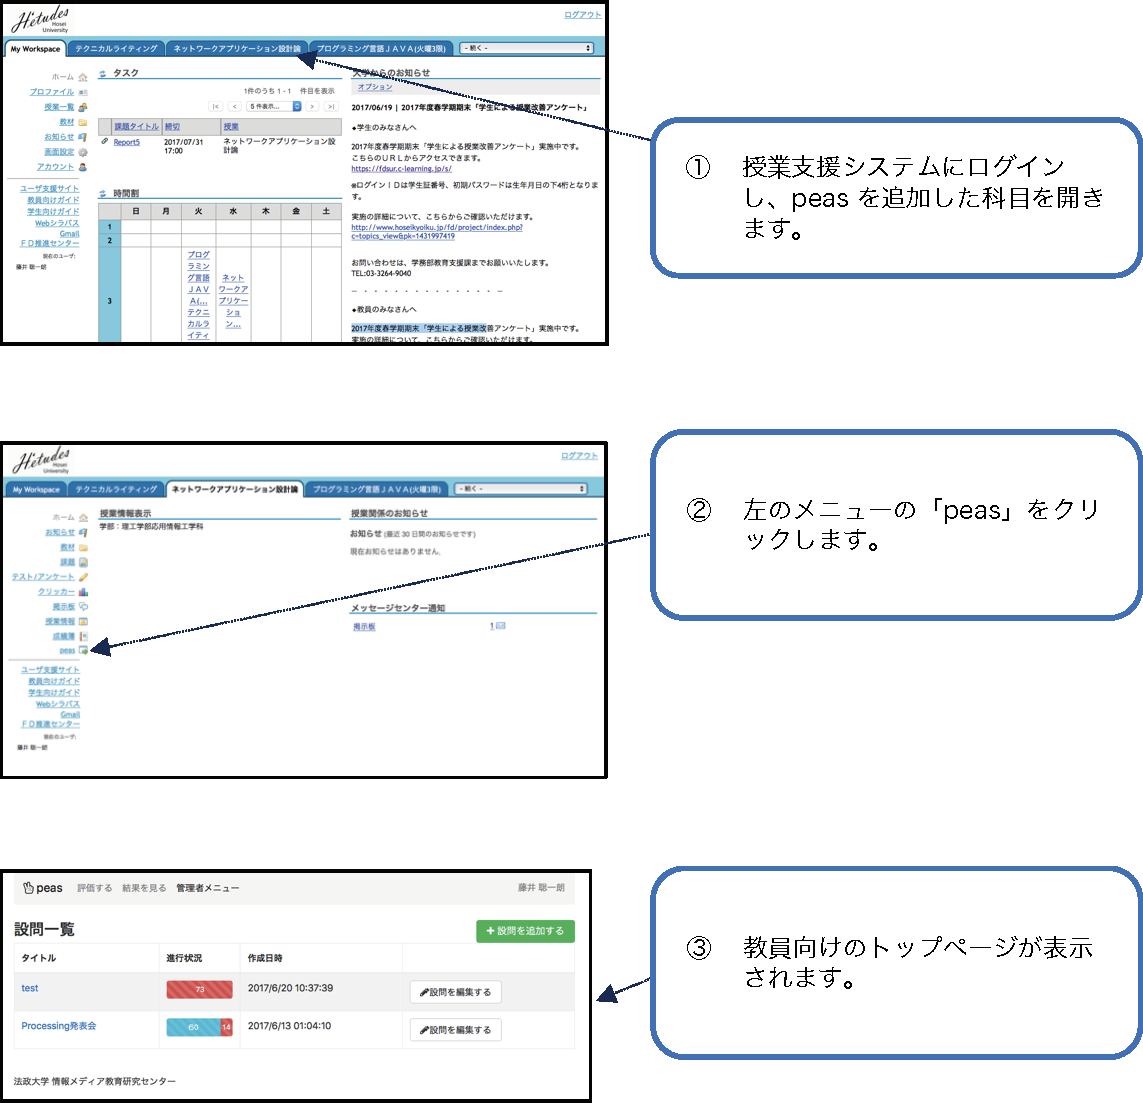 H'etudes
Hosei
University
ログアウト
My Workspace テクニカルライティング ネットワークアプリケーション設計論 プログラミング言語ＪＡＶＡ(火曜3限) - 続く -
ホーム
プロファイル
授業一覧
教材
お知らせ
画面設定
アカウント
ユーザ支援サイト
教員向けガイド
学生向けガイド
Webシラバス
Gmail
ＦＤ推進センター
現在のユーザ:
藤井 聡一郎
タスク
1件のうち 1 - 1 件目を表示
|< < 5 件表示... > >|
課題タイトル 締切 授業
Report5 2017/07/31 17:00 ネットワークアプリケーション設計論
時間割
日 月 火 水 木 金 土
1
2
3
プログラミング言語ＪＡＶＡ(...
テクニカルライティ
ネットワークアプリケーション...
大学からのお知らせ
オプション
2017/06/19 | 2017年度春学期期末「学生による授業改善アンケート」
◆学生のみなさんへ
2017年度春学期期末「学生による授業改善アンケート」実施中です。
こちらのＵＲＬからアクセスできます。
https://fdsur.c-learning.jp/s/
※ログインＩＤは学生証番号、初期パスワードは生年月日の下4桁となります。
実施の詳細について、こちらからご確認いただけます。
http://www.hoseikyoiku.jp/fd/project/index.php?
c=topics_view&pk=1431997419
お問い合わせは、学務部教育支援課までお願いいたします。
TEL:03-3264-9040
◆教員のみなさんへ
2017年度春学期期末「学生による授業改善アンケート」実施中です。
実施の詳細について、こちらからご確認いただけます。
① 授業支援システムにログイン
し、peas を追加した科目を開き
ます。
H'etudes
Hosei
University
ログアウト
My Workspace テクニカルライティング ネットワークアプリケーション設計論 プログラミング言語ＪＡＶＡ(火曜3限) - 続く -
ホーム
お知らせ
教材
課題
テスト/アンケート
クリッカー
掲示板
授業情報
成績簿
peas
ユーザ支援サイト
教員向けガイド
学生向けガイド
Webシラバス
Gmail
ＦＤ推進センター
現在のユーザ:
藤井 聡一郎
授業情報表示
学部：理工学部応用情報工学科
授業関係のお知らせ
お知らせ (最近 30 日間のお知らせです)
現在お知らせはありません.
メッセージセンター通知
掲示板 1
② 左のメニューの「peas」をクリ
ックします。
peas 評価する 結果を見る 管理者メニュー 藤井 聡一郎
設問一覧
+ 設問を追加する
タイトル 進行状況 作成日時
test 73 2017/6/20 10:37:39 設問を編集する
Processing発表会 60 14 2017/6/13 01:04:10 設問を編集する
法政大学 情報メディア教育研究センター
③ 教員向けのトップページが表示
されます。